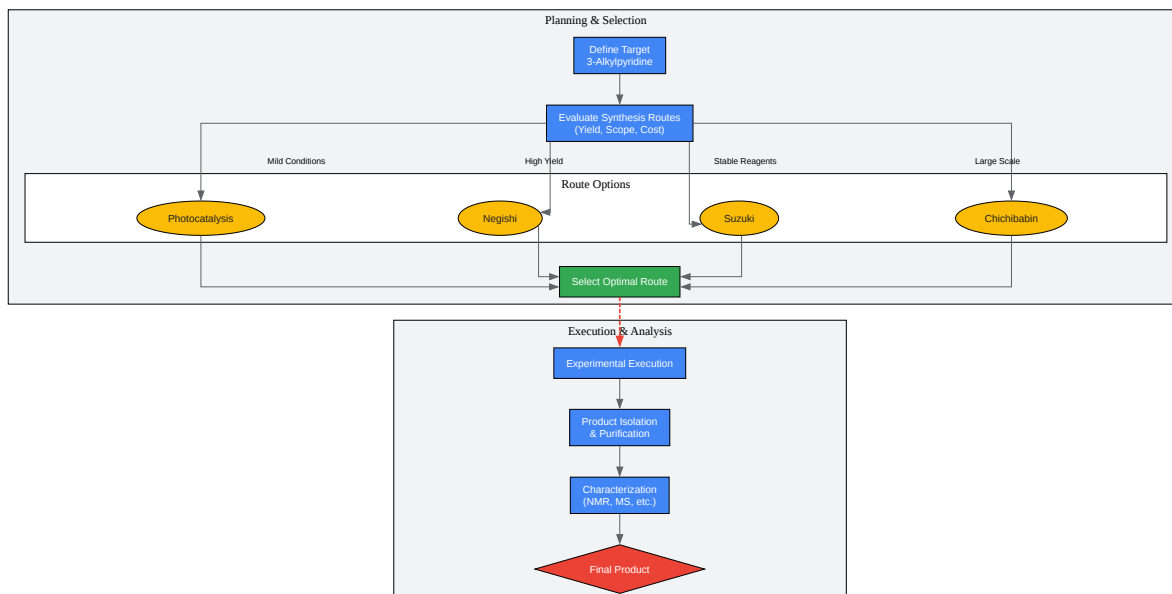 Planning & Selection
Define Target
3-Alkylpyridine
Evaluate Synthesis Routes
(Yield, Scope, Cost)
Mild Conditions
High Yield
Stable Reagents
Large Scale
Route Options
Photocatalysis
Negishi
Suzuki
Chichibabin
Select Optimal Route
Execution & Analysis
Experimental Execution
Product Isolation
& Purification
Characterization
(NMR, MS, etc.)
Final Product